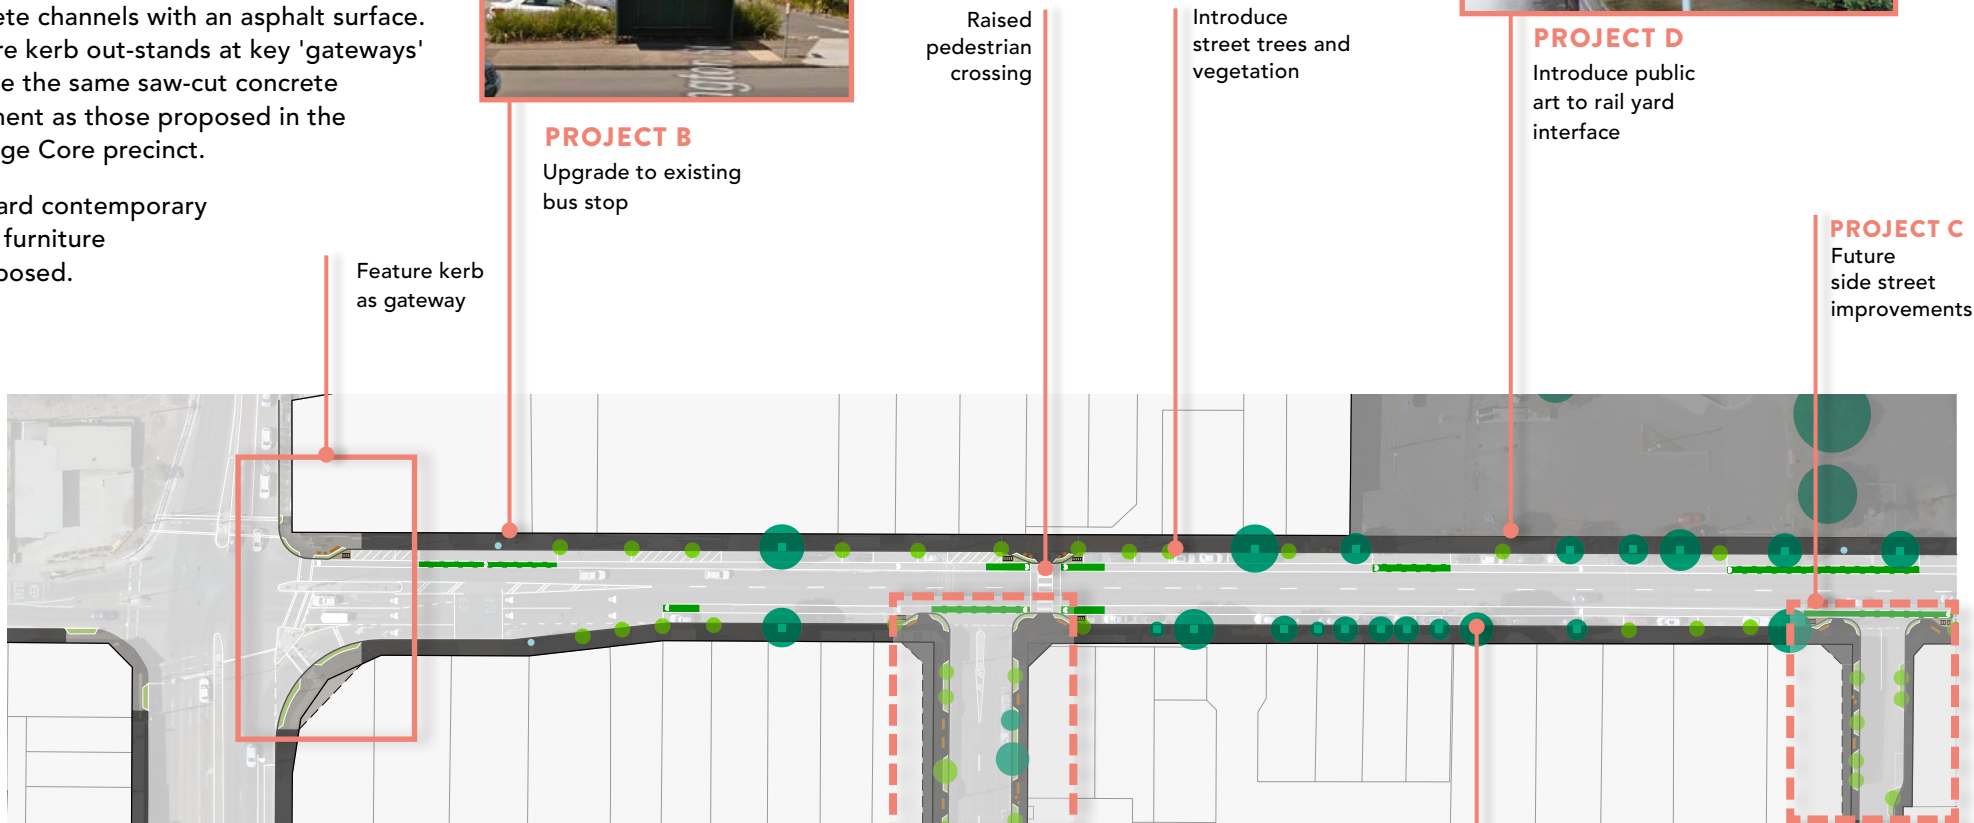 ete channels with an asphalt surface.
re kerb out-stands at key 'gateways'
e the same saw-cut concrete
ment as those proposed in the
ge Core precinct.
ard contemporary
furniture
posed.
Feature kerb
as gateway
PROJECT B
Upgrade to existing
bus stop
Raised
pedestrian
crossing
Introduce
street trees and
vegetation
PROJECT D
Introduce public
art to rail yard
interface
PROJECT C
Future
side street
improvements